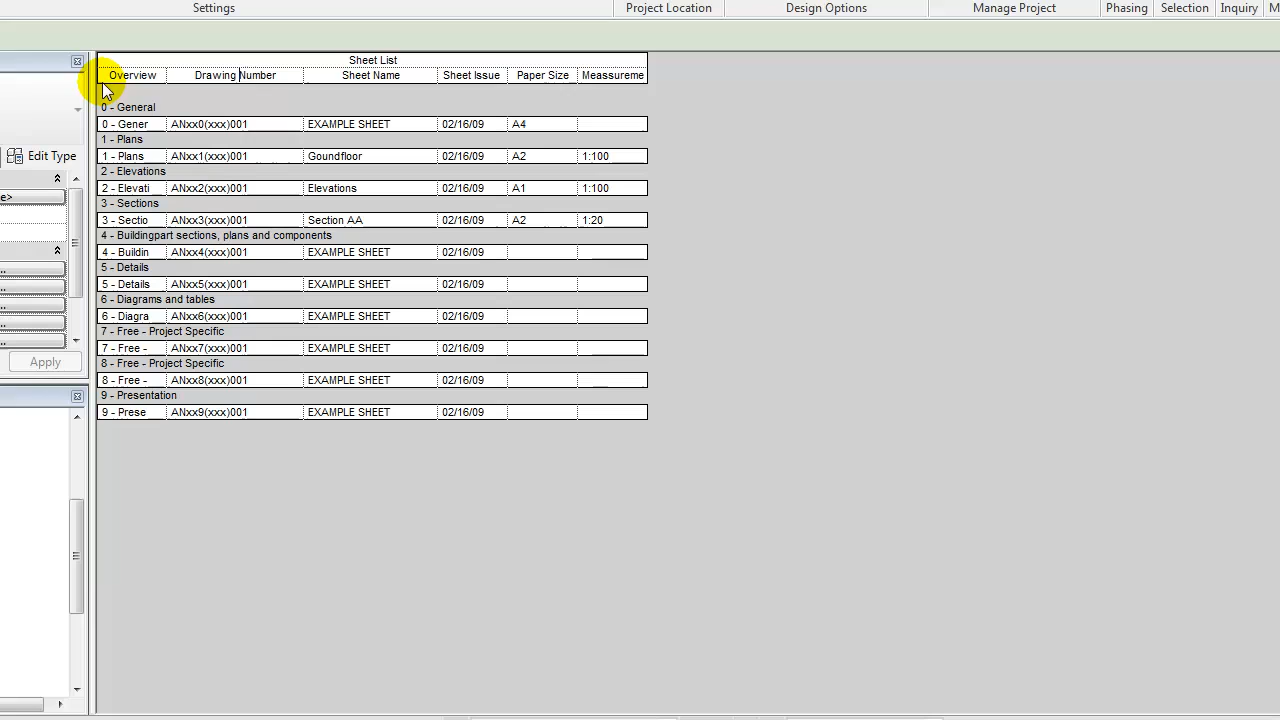 Settings Project Location Design Options Manage Project Phasing Selection Inquiry M
Sheet List
Overview Drawing Number Sheet Name Sheet Issue Paper Size Meassureme
0 - General
0 - Gener ANxx0(xxx)001 EXAMPLE SHEET 02/16/09 A4
1 - Plans
1 - Plans ANxx1(xxx)001 Goundfloor 02/16/09 A2 1:100
Edit Type
2 - Elevations
2 - Elevati ANxx2(xxx)001 Elevations 02/16/09 A1 1:100
e>
3 - Sections
3 - Sectio ANxx3(xxx)001 Section AA 02/16/09 A2 1:20
4 - Buildingpart sections, plans and components
4 - Buildin ANxx4(xxx)001 EXAMPLE SHEET 02/16/09
5 - Details
5 - Details ANxx5(xxx)001 EXAMPLE SHEET 02/16/09
6 - Diagrams and tables
6 - Diagra ANxx6(xxx)001 EXAMPLE SHEET 02/16/09
7 - Free - Project Specific
7 - Free - ANxx7(xxx)001 EXAMPLE SHEET 02/16/09
8 - Free - Project Specific
Apply
8 - Free - ANxx8(xxx)001 EXAMPLE SHEET 02/16/09
9 - Presentation
9 - Prese ANxx9(xxx)001 EXAMPLE SHEET 02/16/09